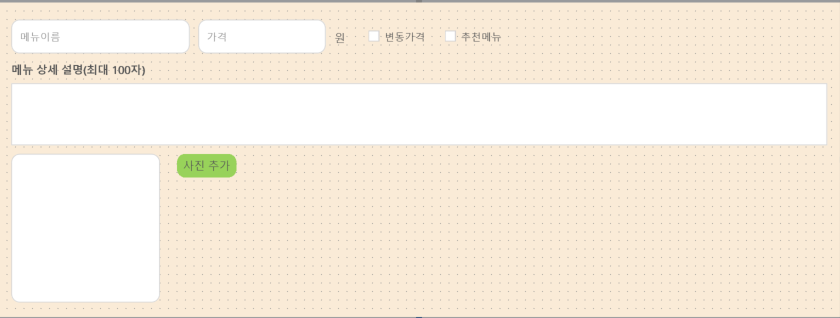 메뉴이름 가격 원 변동가격 추천메뉴
메뉴 상세 설명(최대 100자)
사진 추가